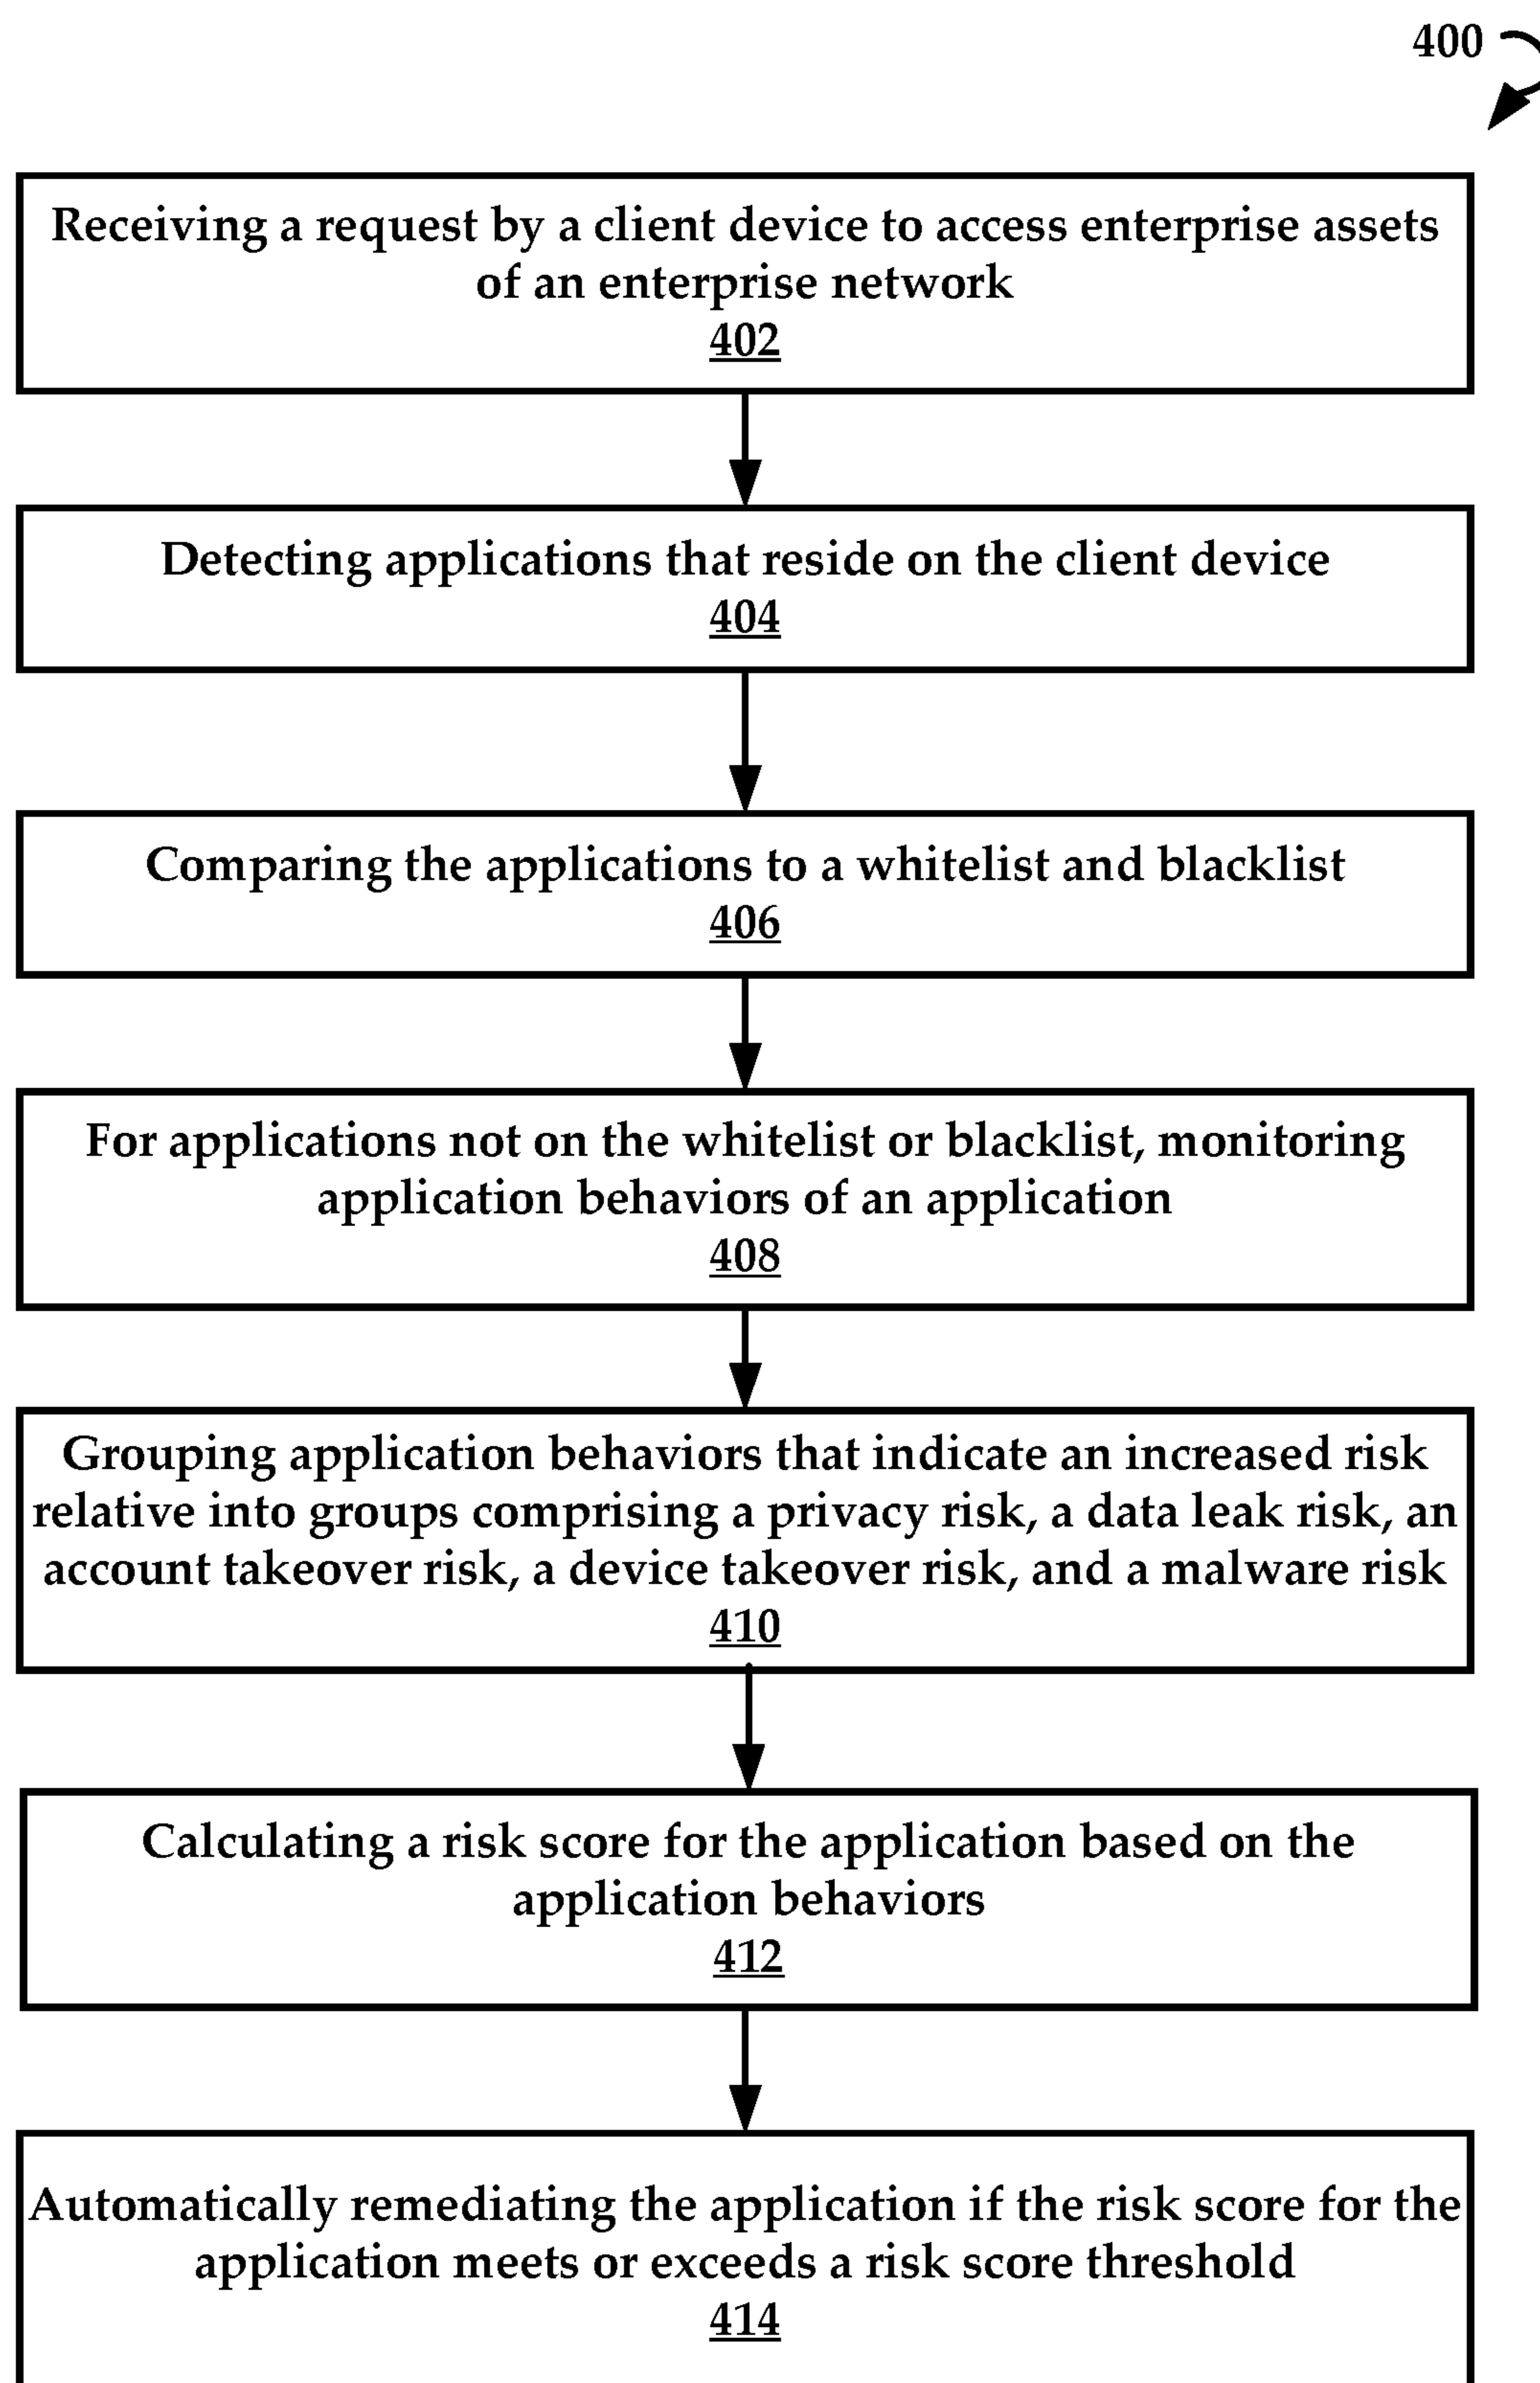 400
Receiving a request by a client device to access enterprise assets
of an enterprise network
402
Detecting applications that reside on the client device
404
Comparing the applications to a whitelist and blacklist
406
For applications not on the whitelist or blacklist, monitoring
application behaviors of an application
408
Grouping application behaviors that indicate an increased risk
relative into groups comprising a privacy risk, a data leak risk, an
account takeover risk, a device takeover risk, and a malware risk
410
Calculating a risk score for the application based on the
application behaviors
412
Automatically remediating the application if the risk score for the
application meets or exceeds a risk score threshold
414